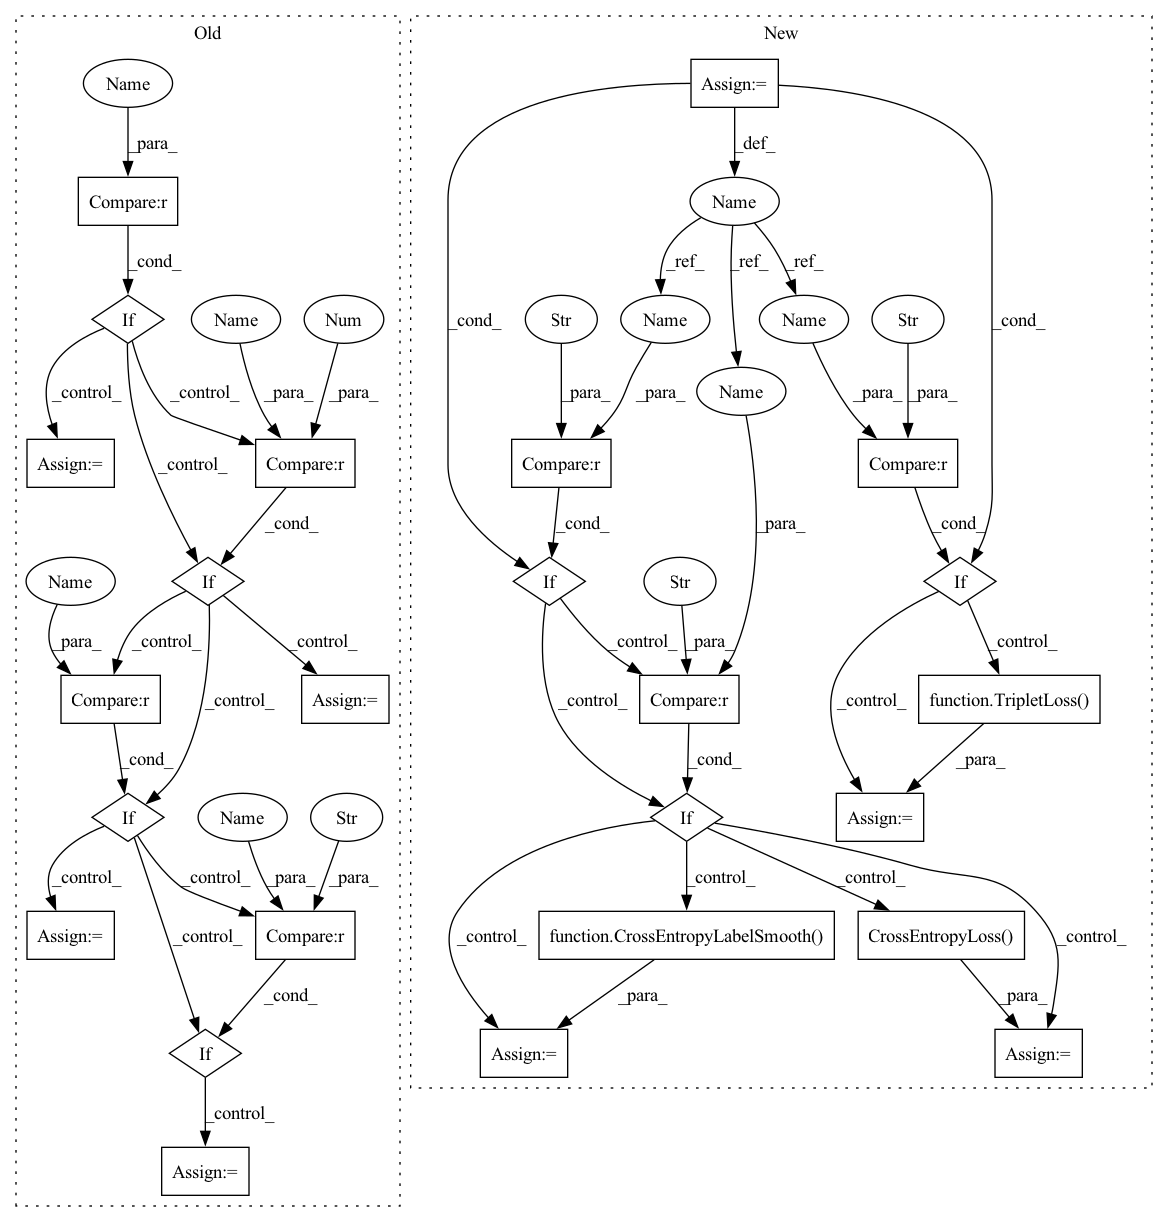 Old
New
Name
Assign:=
_para_
_def_
Compare:r
Name
_cond_
_ref_
_ref_
_ref_
If
Name
Num
_cond_
Str
Name
Name
Str
_cond_
_control_
_control_
_para_
_para_
Name
_para_
_para_
_para_
_para_
Assign:=
_control_
Compare:r
Compare:r
Compare:r
_cond_
_cond_
_para_
_cond_
Name
If
If
Str
If
_para_
_control_
_control_
_control_
_para_
_control_
Compare:r
_control_
Assign:=
_control_
Compare:r
_control_
function.TripletLoss()
_cond_
_cond_
_para_
If
Name
Str
If
Assign:=
_control_
_control_
_para_
_para_
_control_
_control_
Assign:=
_control_
Compare:r
_control_
function.CrossEntropyLabelSmooth()
CrossEntropyLoss()
_control_
_cond_
_para_
_para_
If
Assign:=
Assign:=
_control_
Assign:=